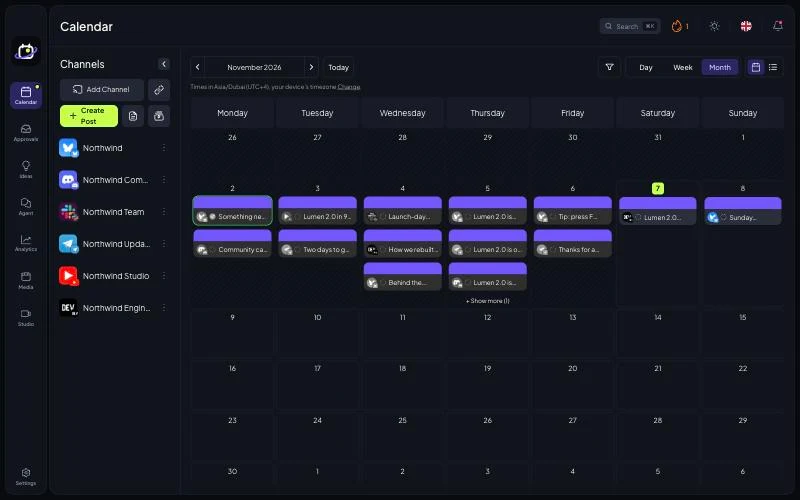 Calendar
Search
⌘K
1
Calendar
Approvals
Ideas
Agent
Analytics
Media
Studio
Settings
Channels
Add Channel
Create Post
Northwind
Northwind Com...
Northwind Team
Northwind Upda...
Northwind Studio
DEV
Northwind Engin...
November 2026
Today
Day
Week
Month
Times in Asia/Dubai (UTC+4), your device's timezone Change
Monday Tuesday Wednesday Thursday Friday Saturday Sunday
26 27 28 29 30 31 1
2 3 4 5 6 7 8
Something ne...
Lumen 2.0 in 9...
Launch-day...
Lumen 2.0 is...
Tip: press F...
Lumen 2.0...
Sunday...
Community ca...
Two days to g...
How we rebuilt...
Lumen 2.0 is o...
Thanks for a...
Behind the...
Lumen 2.0 is...
+ Show more (1)
9 10 11 12 13 14 15
16 17 18 19 20 21 22
23 24 25 26 27 28 29
30 1 2 3 4 5 6